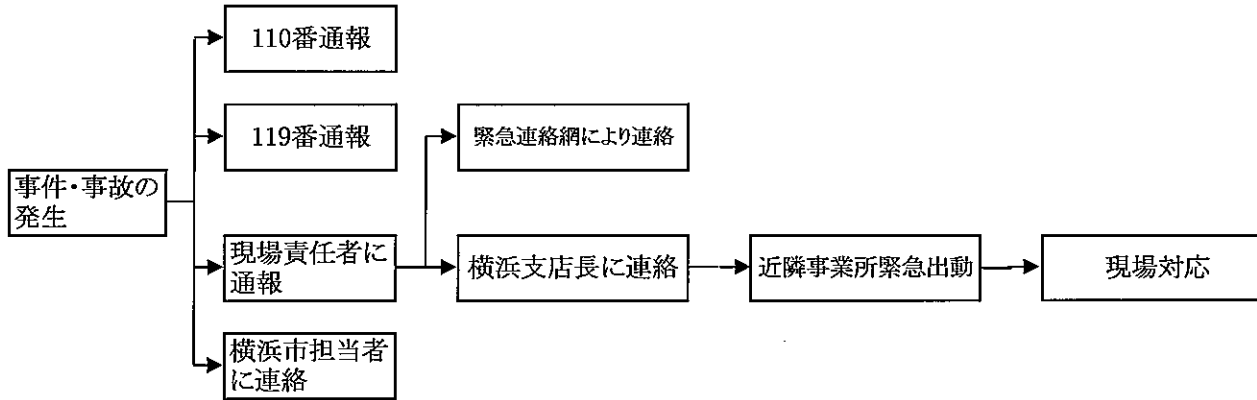 110番通報
119番通報
緊急連絡網により連絡
事件・事故の
発生
現場責任者に
通報
横浜支店長に連絡
近隣事業所緊急出動
現場対応
横浜市担当者
に連絡